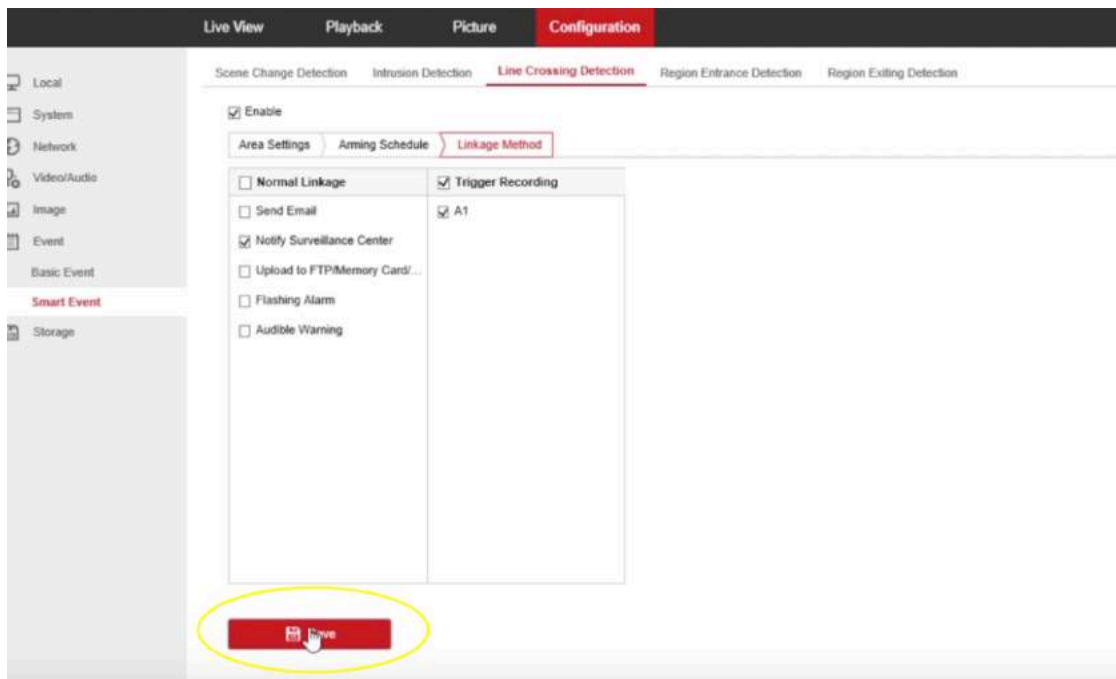 Live View Playback Picture Configuration
Local
System
Network
Video/Audio
Image
Event
Basic Event
Smart Event
Storage
Scene Change Detection Intrusion Detection Line Crossing Detection Region Entrance Detection Region Exiting Detection
Enable
Area Settings Arming Schedule Linkage Method
Normal Linkage Trigger Recording
Send Email A1
Notify Surveillance Center
Upload to FTP/Memory Card/...
Flashing Alarm
Audible Warning
Save